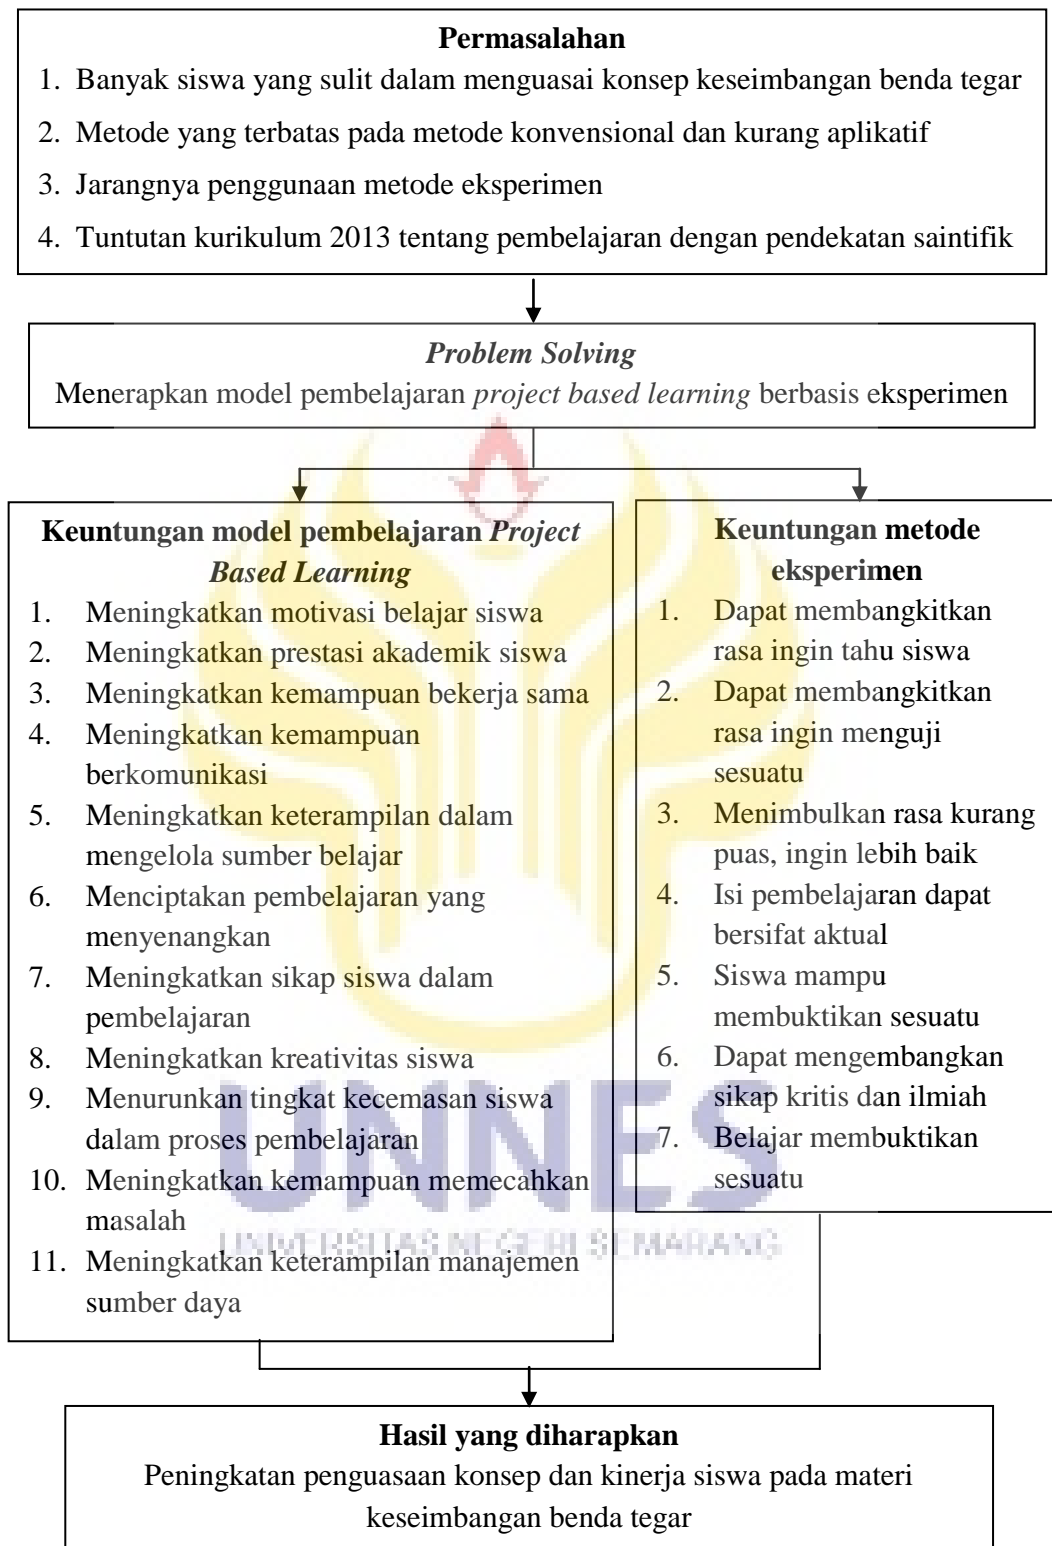 Permasalahan
1. Banyak siswa yang sulit dalam menguasai konsep keseimbangan benda tegar
2. Metode yang terbatas pada metode konvensional dan kurang aplikatif
3. Jarangnya penggunaan metode eksperimen
4. Tuntutan kurikulum 2013 tentang pembelajaran dengan pendekatan saintifik
Problem Solving
Menerapkan model pembelajaran project based learning berbasis eksperimen
Keuntungan model pembelajaran Project
Based Learning
1. Meningkatkan motivasi belajar siswa
2. Meningkatkan prestasi akademik siswa
3. Meningkatkan kemampuan bekerja sama
4. Meningkatkan kemampuan
berkomunikasi
5. Meningkatkan keterampilan dalam
mengelola sumber belajar
6. Menciptakan pembelajaran yang
menyenangkan
7. Meningkatkan sikap siswa dalam
pembelajaran
8. Meningkatkan kreativitas siswa
9. Menurunkan tingkat kecemasan siswa
dalam proses pembelajaran
10. Meningkatkan kemampuan memecahkan
masalah
11. Meningkatkan keterampilan manajemen
sumber daya
Keuntungan metode
eksperimen
1. Dapat membangkitkan
rasa ingin tahu siswa
2. Dapat membangkitkan
rasa ingin menguji
sesuatu
3. Menimbulkan rasa kurang
puas, ingin lebih baik
4. Isi pembelajaran dapat
bersifat aktual
5. Siswa mampu
membuktikan sesuatu
6. Dapat mengembangkan
sikap kritis dan ilmiah
7. Belajar membuktikan
sesuatu
UNNES
UNIVERSITAS NEGERI SEMARANG
Hasil yang diharapkan
Peningkatan penguasaan konsep dan kinerja siswa pada materi
keseimbangan benda tegar